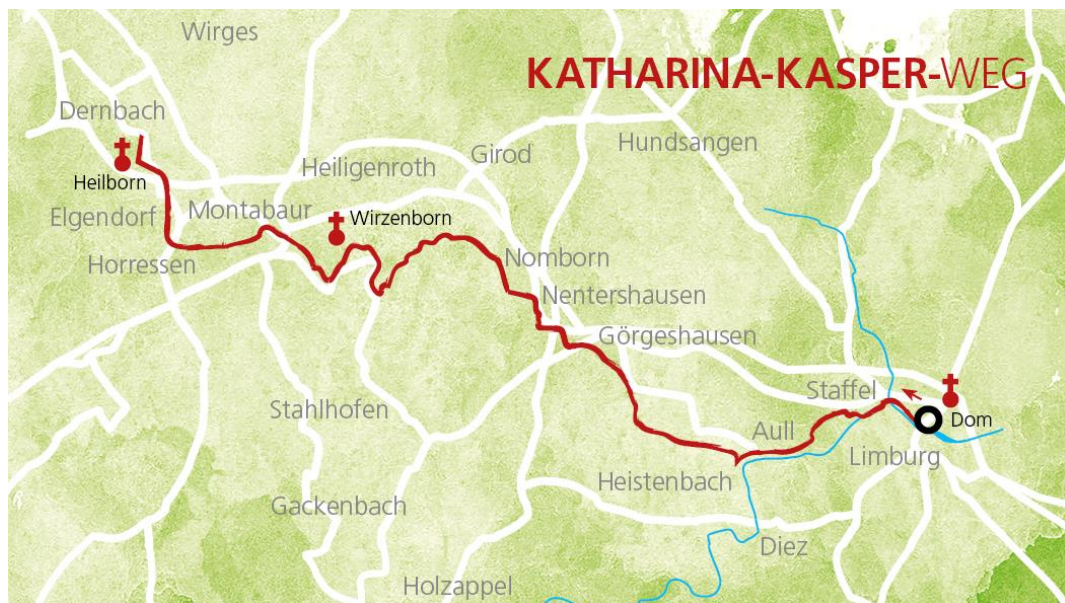 Wirges
KATHARINA-KASPER-WEG
Dernbach
Hundsangen
Girod
Heiligenroth
Heilborn
Elgendorf
Montabaur
Wirzenborn
Horressen
Nomborn
Nentershausen
Görgeshausen
Staffel
Stahlhofen
Dom
Aull
Limburg
Heistenbach
Gackenbach
Diez
Holzappel